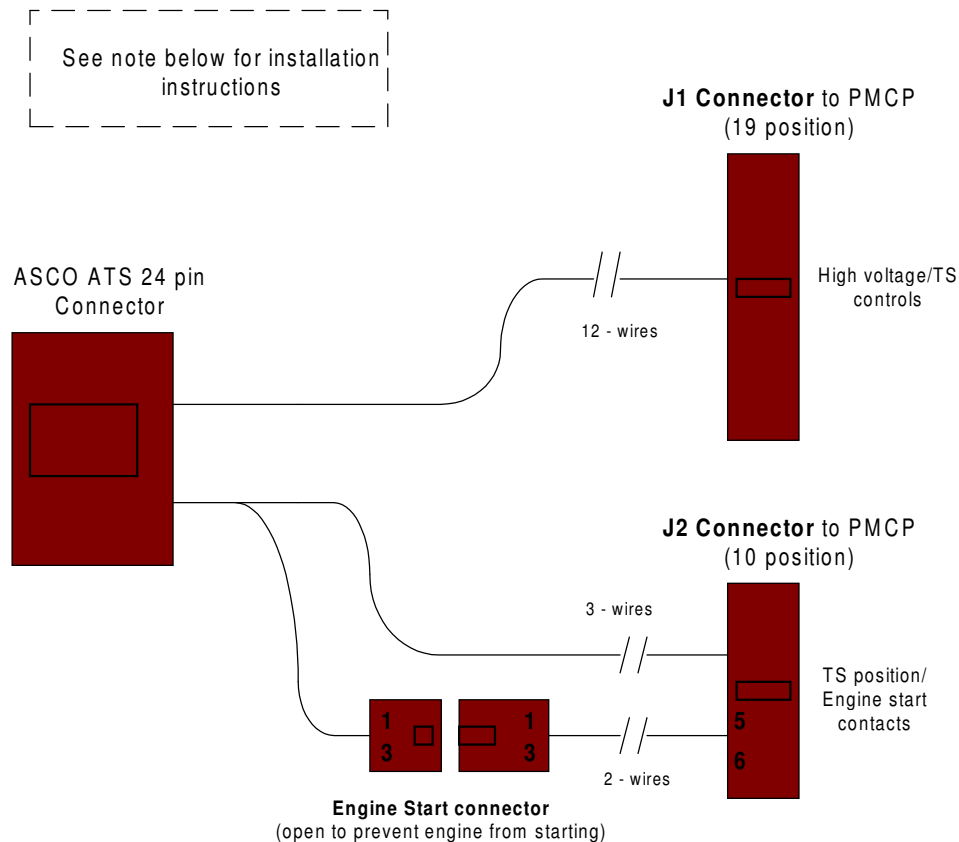 See note below for installation
instructions
J1 Connector to PMCP
(19 position)
ASCO ATS 24 pin
Connector
High voltage/TS
controls
12 - wires
J2 Connector to PMCP
(10 position)
3 - wires
TS position/
Engine start
contacts
1
3
1
3
5
6
2 - wires
Engine Start connector
(open to prevent engine from starting)